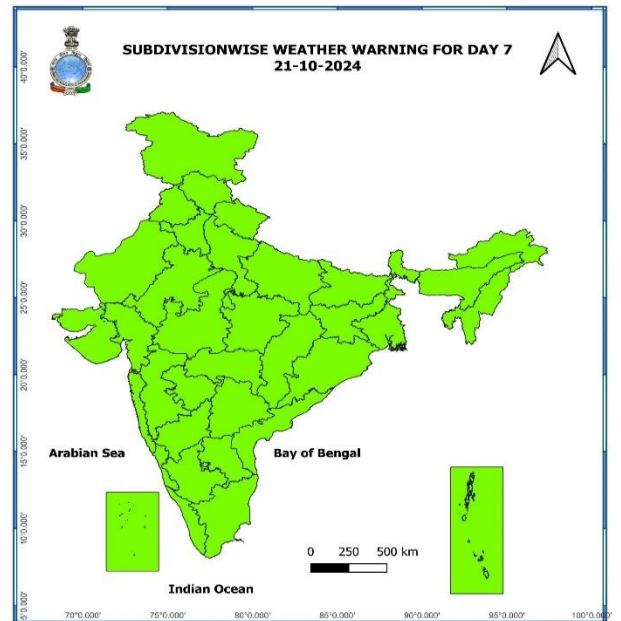 SUBDIVISIONWISE WEATHER WARNING FOR DAY 7
21-10-2024
40°0.000'
35°0.000'
30°0.000'
25°0.000'
20°0.000'
15°0.000'
10°0.000'
5°0.000'
Arabian Sea
Bay of Bengal
0 250 500 km
Indian Ocean
70°0.000' 75°0.000' 80°0.000' 85°0.000' 90°0.000' 95°0.000' 100°0.000'